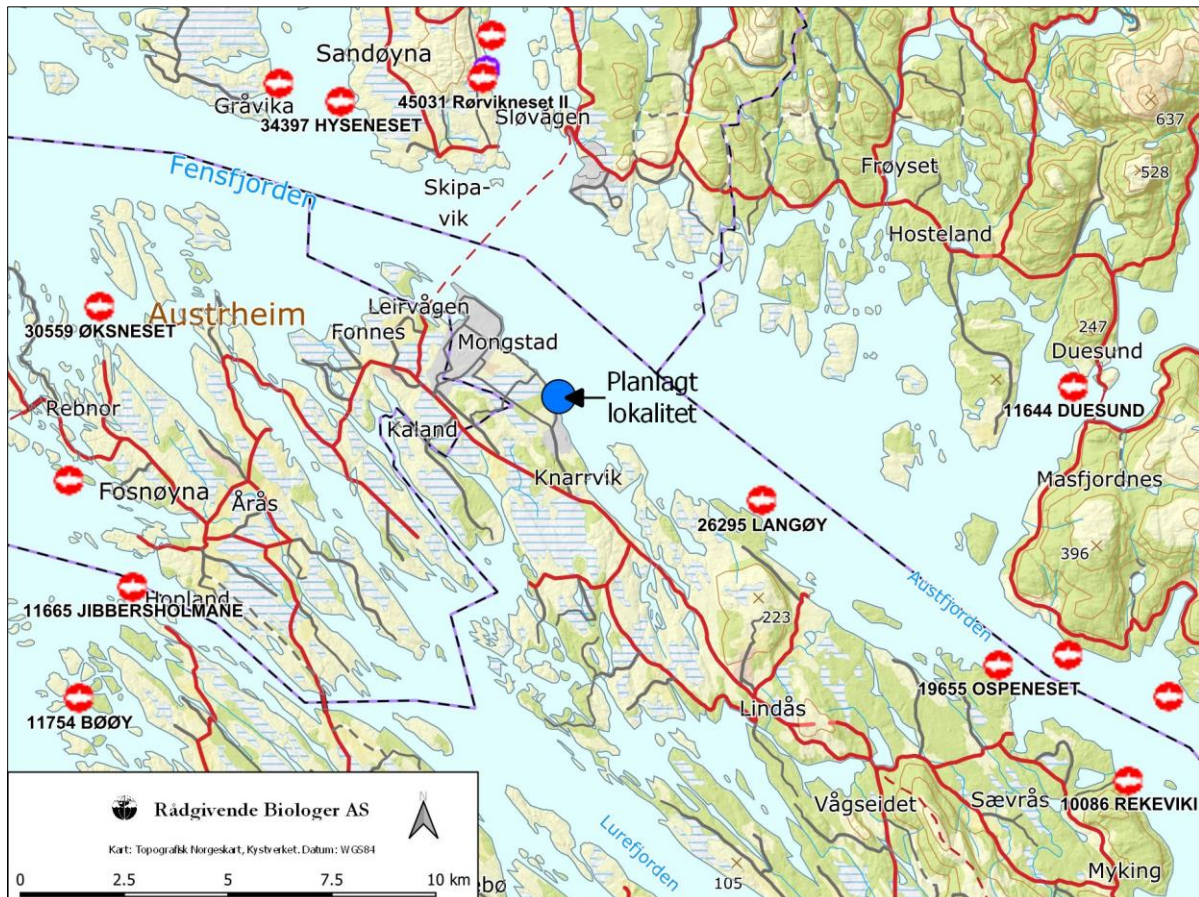 Sandøyna
Gråvika
34397 HYSENESET
45031 Rørvikneset II
Sløvågen
637
528
Frøyset
Fensfjorden
Skipa-
vik
Hosteland
Leirvågen
Austrheim
30559 ØKSNESET
Fonnes
Mongstad
247
Duesund
11644 DUESUND
Planlagt
lokalitet
Rebnor
Kaland
Knarrvik
Masfjordnes
Fosnøyna
Årås
26295 LANGØY
396
Austfjorden
Hopland
11665 JIBBERSHOLMANE
223
19655 OSPENESET
11754 BØØY
Lindås
Vågseidet
Sævrås
10086 REKEVIKI
Myking
Lurefjorden
105
ebø
N
Rådgivende Biologer AS
Kart: Topografisk Norgeskart, Kystverket. Datum: WGS84
0 2.5 5 7.5 10 km